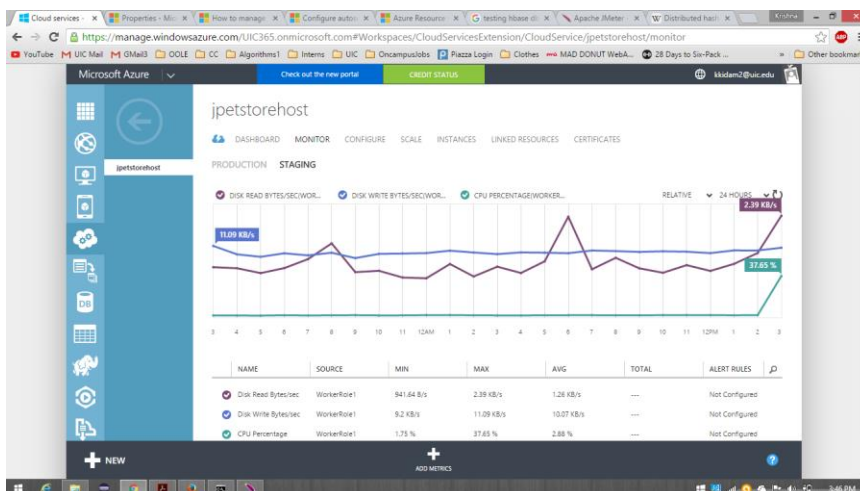 Cloud services - x Properties - Mic x How to manage x Configure auto x Azure Resource x testing hbase di x Apache JMeter x Distributed hash x Krishna
https://manage.windowsazure.com/UIC365.onmicrosoft.com#Workspaces/CloudServicesExtension/CloudService/jpetstorehost/monitor
YouTube UIC Mail GMail3 OOLE CC Algorithms1 Interns UIC OncampusJobs Piazza Login Clothes MAD DONUT WebA... 28 Days to Six-Pack ... » Other bookmar
Microsoft Azure Check out the new portal CREDIT STATUS kkidam2@uic.edu
jpetstorehost
DASHBOARD MONITOR CONFIGURE SCALE INSTANCES LINKED RESOURCES CERTIFICATES
jpetstorehost
PRODUCTION STAGING
DISK READ BYTES/SEC(WOR... DISK WRITE BYTES/SEC(WOR... CPU PERCENTAGE(WORKER... RELATIVE 24 HOURS
2.39 KB/s
11.09 KB/s
37.65 %
3 4 5 6 7 8 9 10 11 12AM 1 2 3 4 5 6 7 8 9 10 11 12PM 1 2 3
NAME SOURCE MIN MAX AVG TOTAL ALERT RULES
Disk Read Bytes/sec WorkerRole1 941.64 B/s 2.39 KB/s 1.26 KB/s --- Not Configured
Disk Write Bytes/sec WorkerRole1 9.2 KB/s 11.09 KB/s 10.07 KB/s --- Not Configured
CPU Percentage WorkerRole1 1.75 % 37.65 % 2.88 % --- Not Configured
NEW ADD METRICS ?
3:46 PM